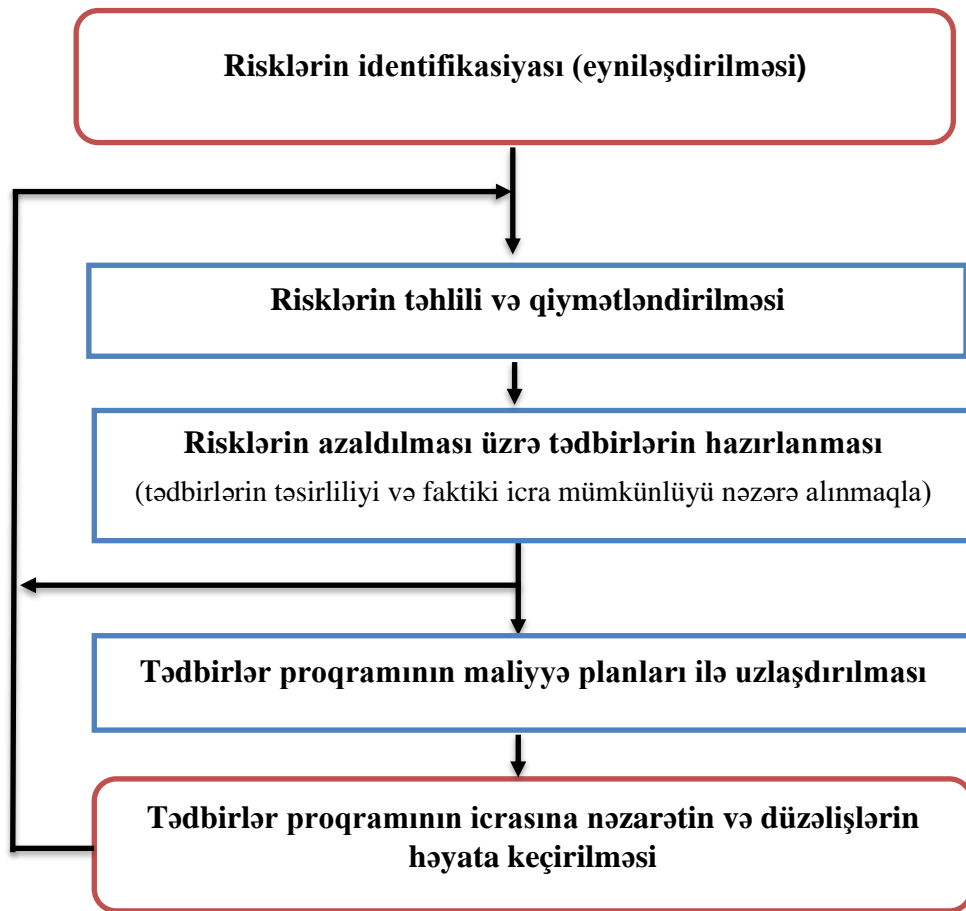 Risklərin identifikasiyası (eyniləşdirilməsi)
Risklərin təhlili və qiymətləndirilməsi
Risklərin azaldılması üzrə tədbirlərin hazırlanması
(tədbirlərin təsirliliyi və faktiki icra mümkünlüyü nəzərə alınmaqla)
Tədbirlər proqramının maliyyə planları ilə uzlaşdırılması
Tədbirlər proqramının icrasına nəzarətin və düzəlişlərin
həyata keçirilməsi